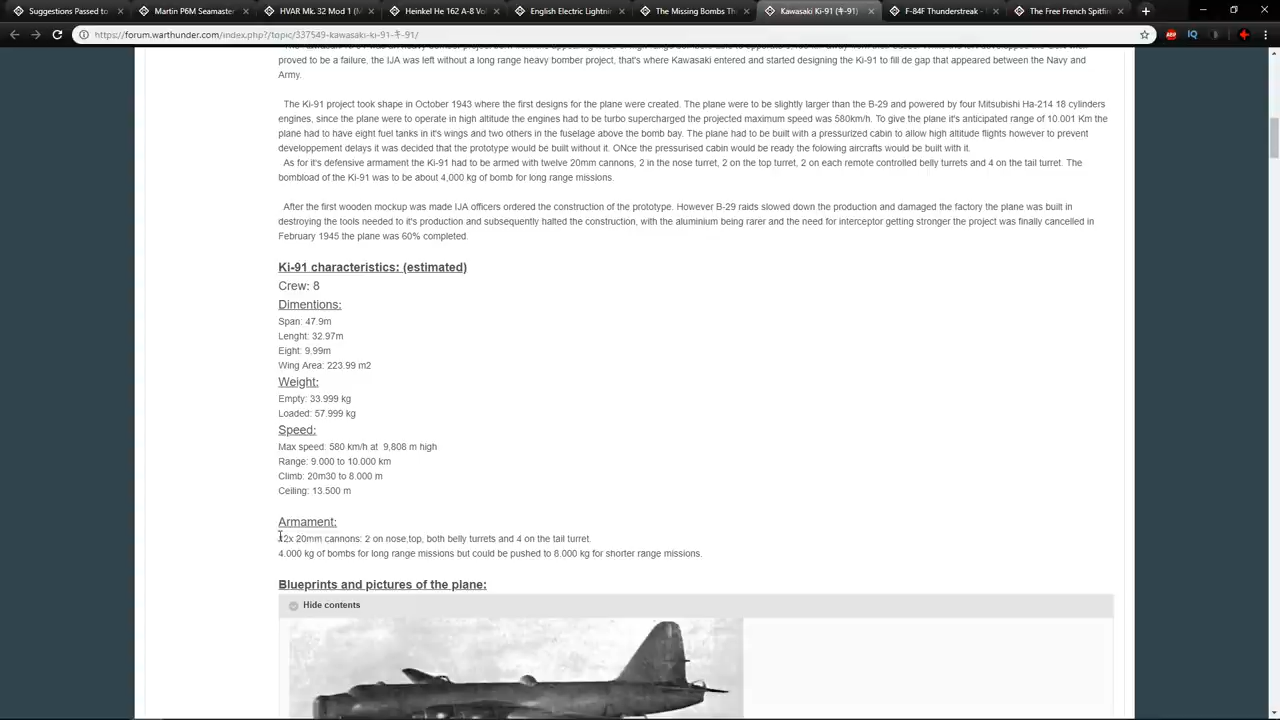 Suggestions Passed to
Martin P6M Seamaster
Heinkel He 162 A-8 Vol
English Electric Lightning
The Missing Bombs Thr
Kawasaki Ki-91 (キ-91)
F-84F Thunderstreak -
The Free French Spitfir
https://forum.warthunder.com/index.php?/topic/337549-kawasaki-ki-91-キ-91/
proved to be a failure, the IJA was left without a long range heavy bomber project, that's where Kawasaki entered and started designing the Ki-91 to fill de gap that appeared between the Navy and
Army.
The Ki-91 project took shape in October 1943 where the first designs for the plane were created. The plane were to be slightly larger than the B-29 and powered by four Mitsubishi Ha-214 18 cylinders
engines, since the plane were to operate in high altitude the engines had to be turbo supercharged the projected maximum speed was 580km/h. To give the plane it's anticipated range of 10.001 Km the
plane had to have eight fuel tanks in it's wings and two others in the fuselage above the bomb bay. The plane had to be built with a pressurized cabin to allow high altitude flights however to prevent
developpement delays it was decided that the prototype would be built without it. ONce the pressurised cabin would be ready the folowing aircrafts would be built with it.
As for it's defensive armament the Ki-91 had to be armed with twelve 20mm cannons, 2 in the nose turret, 2 on the top turret, 2 on each remote controlled belly turrets and 4 on the tail turret. The
bombload of the Ki-91 was to be about 4,000 kg of bomb for long range missions.
After the first wooden mockup was made IJA officers ordered the construction of the prototype. However B-29 raids slowed down the production and damaged the factory the plane was built in
destroying the tools needed to it's production and subsequently halted the construction, with the aluminium being rarer and the need for interceptor getting stronger the project was finally cancelled in
February 1945 the plane was 60% completed.
Ki-91 characteristics: (estimated)
Crew: 8
Dimentions:
Span: 47.9m
Lenght: 32.97m
Eight: 9.99m
Wing Area: 223.99 m2
Weight:
Empty: 33.999 kg
Loaded: 57.999 kg
Speed:
Max speed: 580 km/h at 9,808 m high
Range: 9.000 to 10.000 km
Climb: 20m30 to 8.000 m
Ceiling: 13.500 m
Armament:
12x 20mm cannons: 2 on nose,top, both belly turrets and 4 on the tail turret.
4.000 kg of bombs for long range missions but could be pushed to 8.000 kg for shorter range missions.
Blueprints and pictures of the plane:
Hide contents